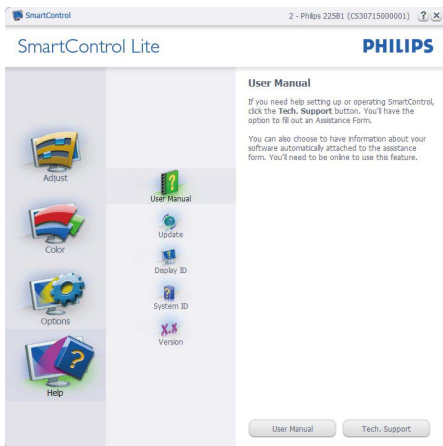 SmartControl
2 - Philips 225B1 (CS30715000001)
SmartControl Lite
PHILIPS
Adjust
Color
Options
Help
User Manual
Update
Display ID
System ID
X.X
Version
User Manual
If you need help setting up or operating SmartControl,
click the Tech. Support button. You'll have the
option to fill out an Assistance Form.
You can also choose to have information about your
software automatically attached to the assistance
form. You'll need to be online to use this feature.
User Manual
Tech. Support